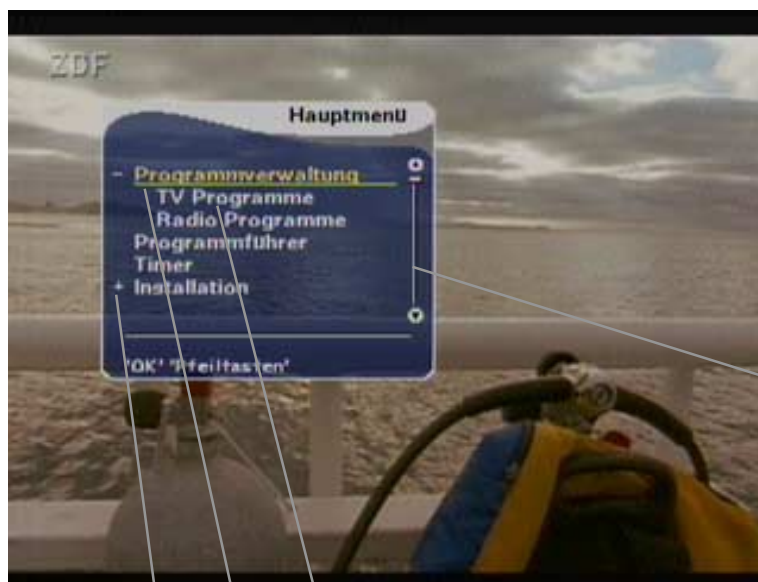 ZDF
Hauptmenü
- Programmverwaltung
TV Programme
Radio Programme
Programmführer
Timer
+ Installation
'OK' 'Pfeiltasten'